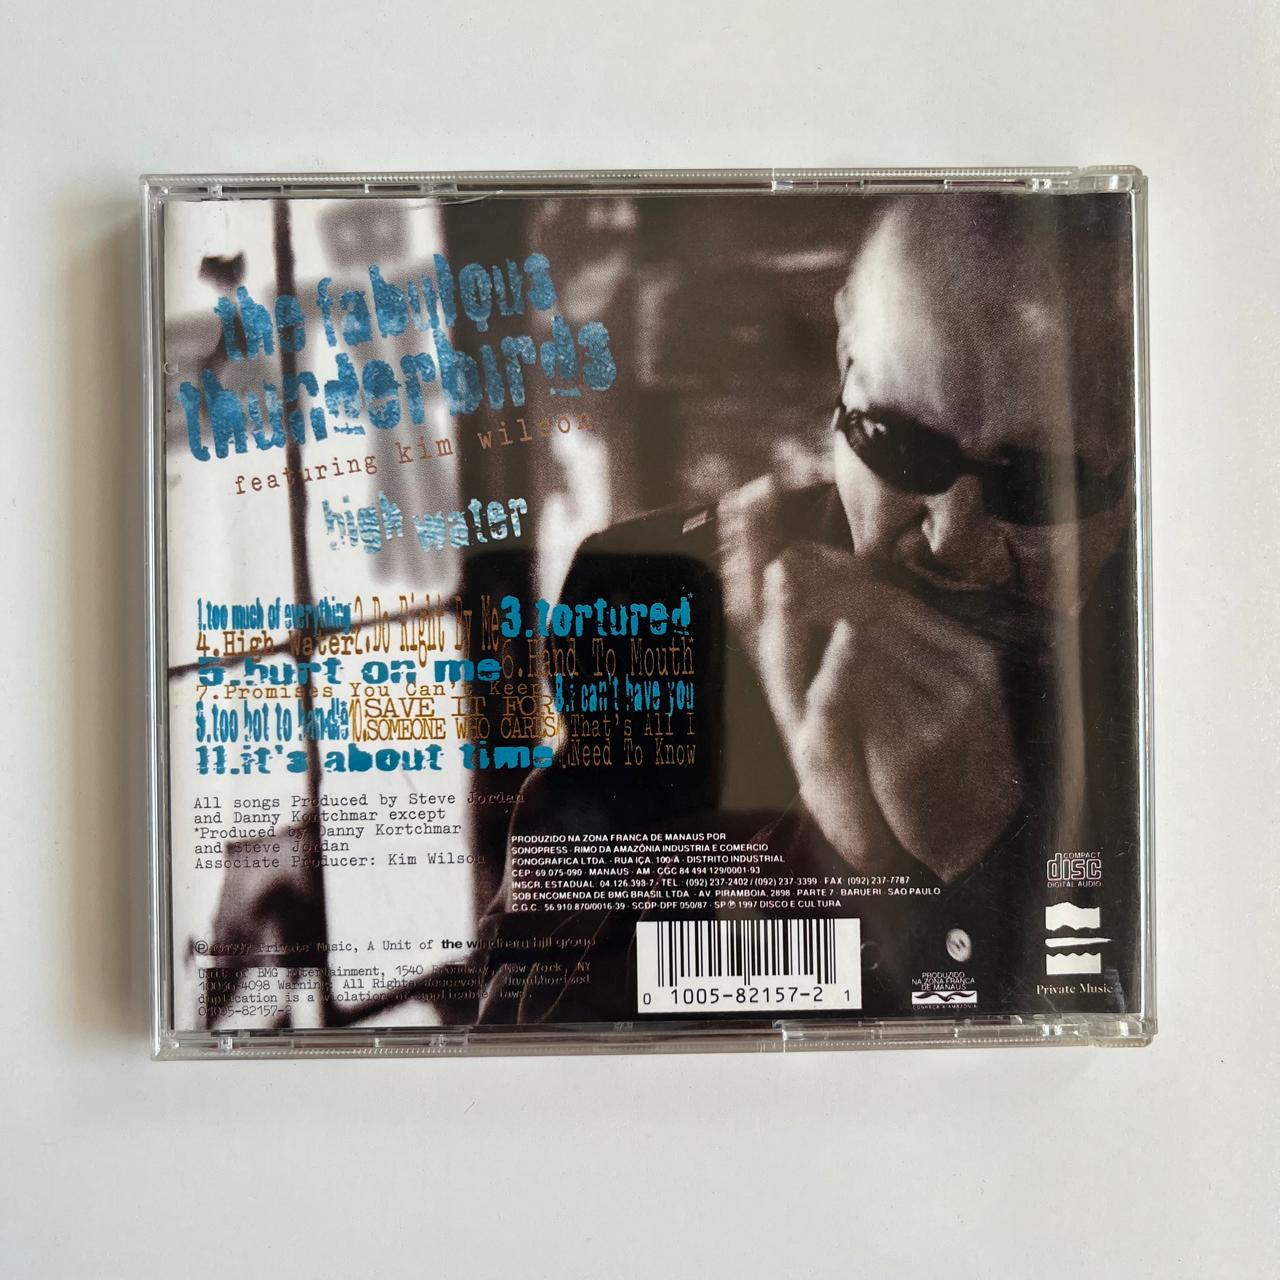 the fabulous
thunderbirds
featuring kim wilson
high water
1.too much of everything 2.Do Right By Me 3.tortured*
4.High Water
5.hurt on me 6.Hand To Mouth*
7.Promises You Can't Keep 8.i can't have you
9.too hot to handle* 10.SAVE IT FOR
SOMEONE WHO CARES That's All I
11.it's about time Need To Know
All songs Produced by Steve Jordan
and Danny Kortchmar except
*Produced by Danny Kortchmar
and Steve Jordan
Associate Producer: Kim Wilson
PRODUZIDO NA ZONA FRANCA DE MANAUS POR
SONOPRESS - RIMO DA AMAZÔNIA INDUSTRIA E COMERCIO
FONOGRÁFICA LTDA. - RUA IÇA, 100-A - DISTRITO INDUSTRIAL
CEP: 69.075-090 - MANAUS - AM - CGC 84 494 129/0001-93
INSCR. ESTADUAL: 04.126.398-7 - TEL.: (092) 237-2402 / (092) 237-3399 - FAX (092) 237-7787
SOB ENCOMENDA DE BMG BRASIL LTDA. - AV. PIRAMBOIA, 2898 - PARTE 7 - BARUERI - SAO PAULO
C.G.C. 56.910.870/0016-39 - SCDP-DPF 050/87 - SP ℗ 1997 DISCO E CULTURA
℗©1997 Private Music, A Unit of the windham hill group
Unit of BMG Entertainment, 1540 Broadway, New York, NY
10036-4098 Warning: All Rights Reserved. Unauthorized
duplication is a violation of applicable laws.
01005-82157-2
0 1005-82157-2 1
COMPACT
disc
DIGITAL AUDIO
PRODUZIDO
NA ZONA FRANCA
DE MANAUS
CONHEÇA A AMAZÔNIA
Private Music